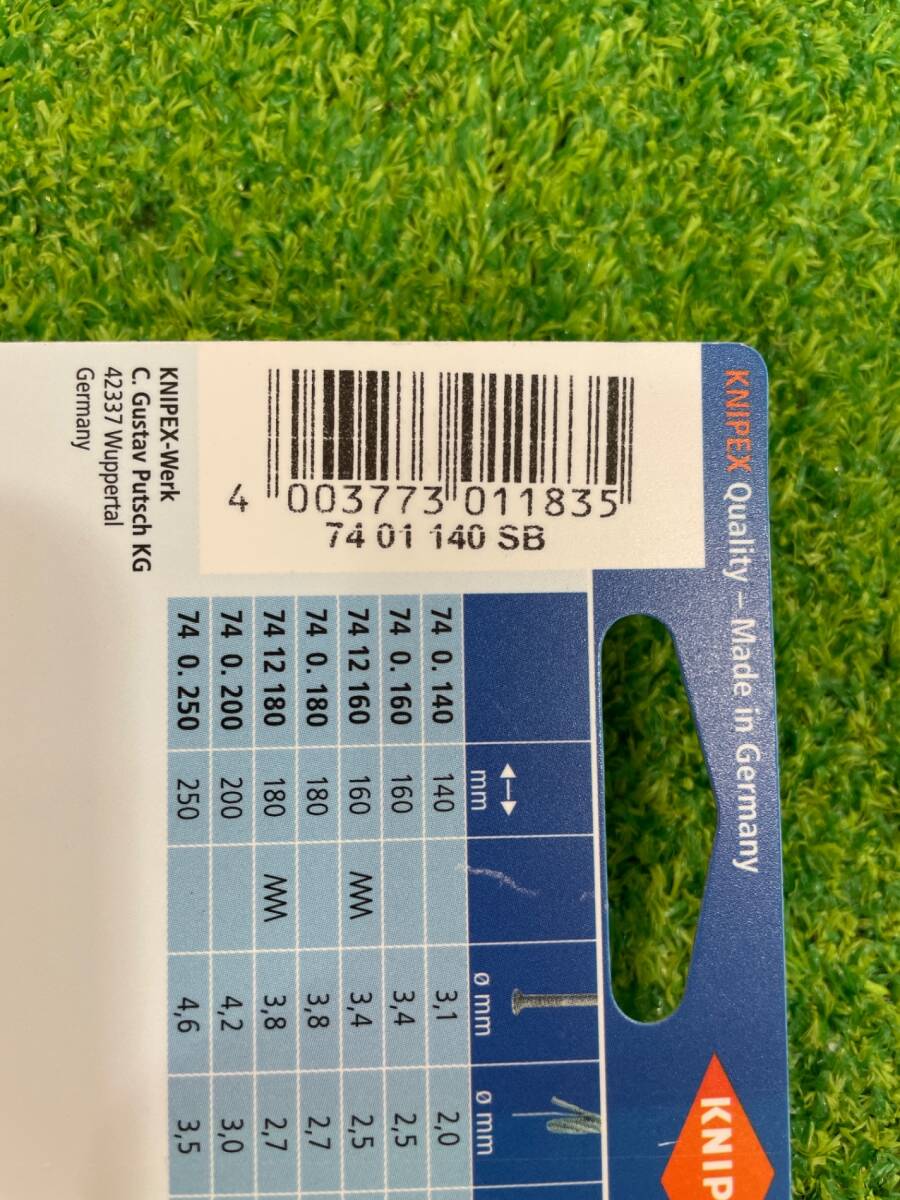 4 003773 011835
74 01 140 SB
KNIPEX-Werk
C. Gustav Putsch KG
42337 Wuppertal
Germany
KNIPEX Quality – Made in Germany
mm ø mm ø mm
74 0. 140 140 3,1 2,0
74 0. 160 160 3,4 2,5
74 12 160 160 3,4 2,5
74 0. 180 180 3,8 2,7
74 12 180 180 3,8 2,7
74 0. 200 200 4,2 3,0
74 0. 250 250 4,6 3,5
KNIP